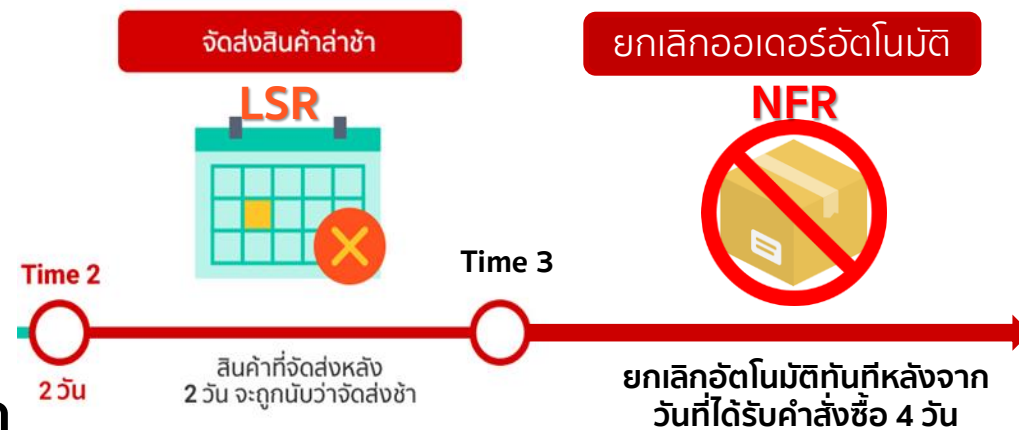 จัดส่งสินค้าล่าช้า
ยกเลิกออเดอร์อัตโนมัติ
LSR
NFR
Time 2
Time 3
2 วัน
สินค้าที่จัดส่งหลัง
2 วัน จะถูกนับว่าจัดส่งช้า
ยกเลิกอัตโนมัติทันทีหลังจาก
วันที่ได้รับคำสั่งซื้อ 4 วัน